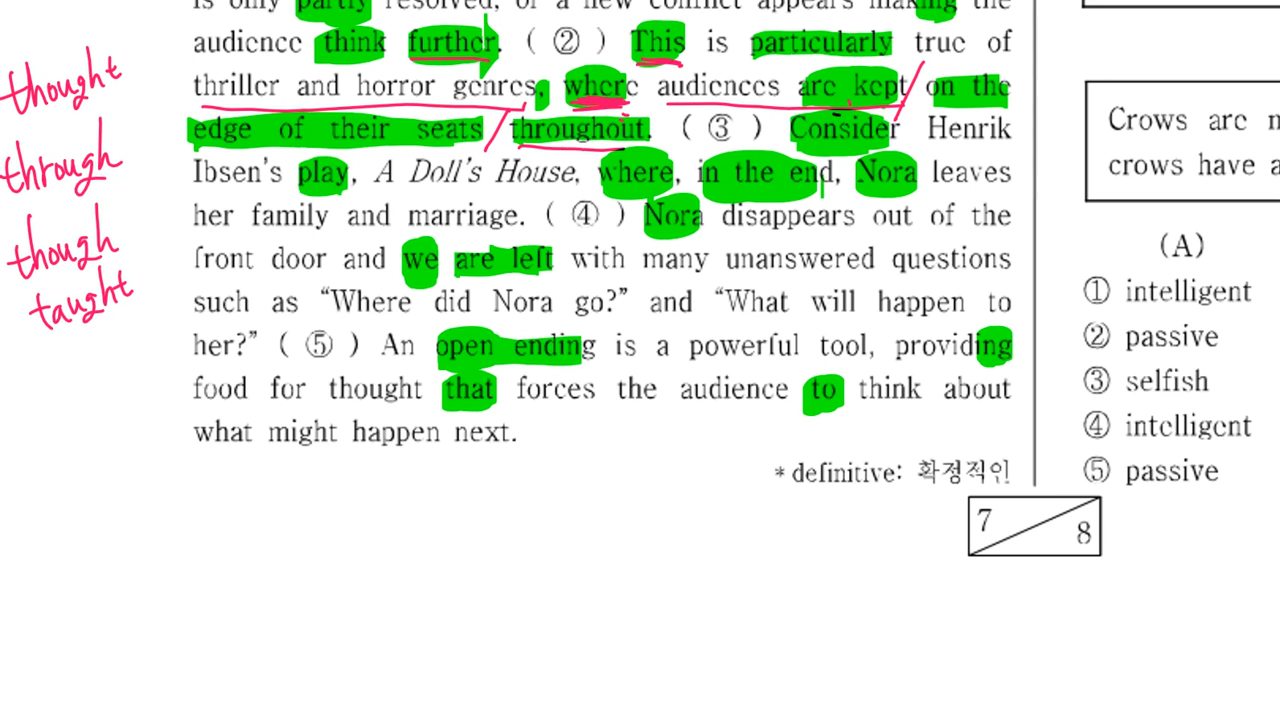 is only partly resolved, or a new conflict appears making the
audience think further. ( ② ) This is particularly true of
thriller and horror genres, where audiences are kept on the
edge of their seats throughout. ( ③ ) Consider Henrik
Ibsen's play, A Doll's House, where, in the end, Nora leaves
her family and marriage. ( ④ ) Nora disappears out of the
front door and we are left with many unanswered questions
such as “Where did Nora go?” and “What will happen to
her?” ( ⑤ ) An open ending is a powerful tool, providing
food for thought that forces the audience to think about
what might happen next.
* definitive: 확정적인
thought
through
though
taught
7
8
Crows are
crows have
(A)
① intelligent
② passive
③ selfish
④ intelligent
⑤ passive